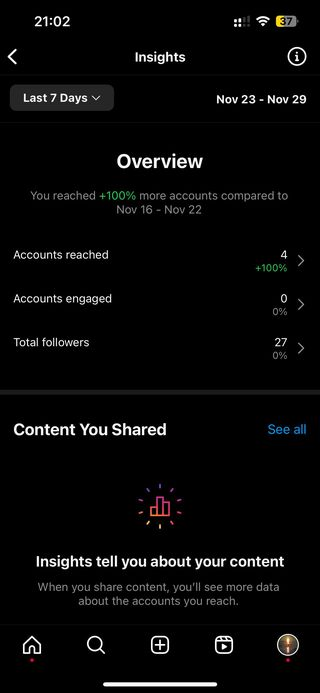 21:02
37
Insights
Last 7 Days
Nov 23 - Nov 29
Overview
You reached +100% more accounts compared to
Nov 16 - Nov 22
Accounts reached
4
+100%
Accounts engaged
0
0%
Total followers
27
0%
Content You Shared
See all
Insights tell you about your content
When you share content, you'll see more data
about the accounts you reach.